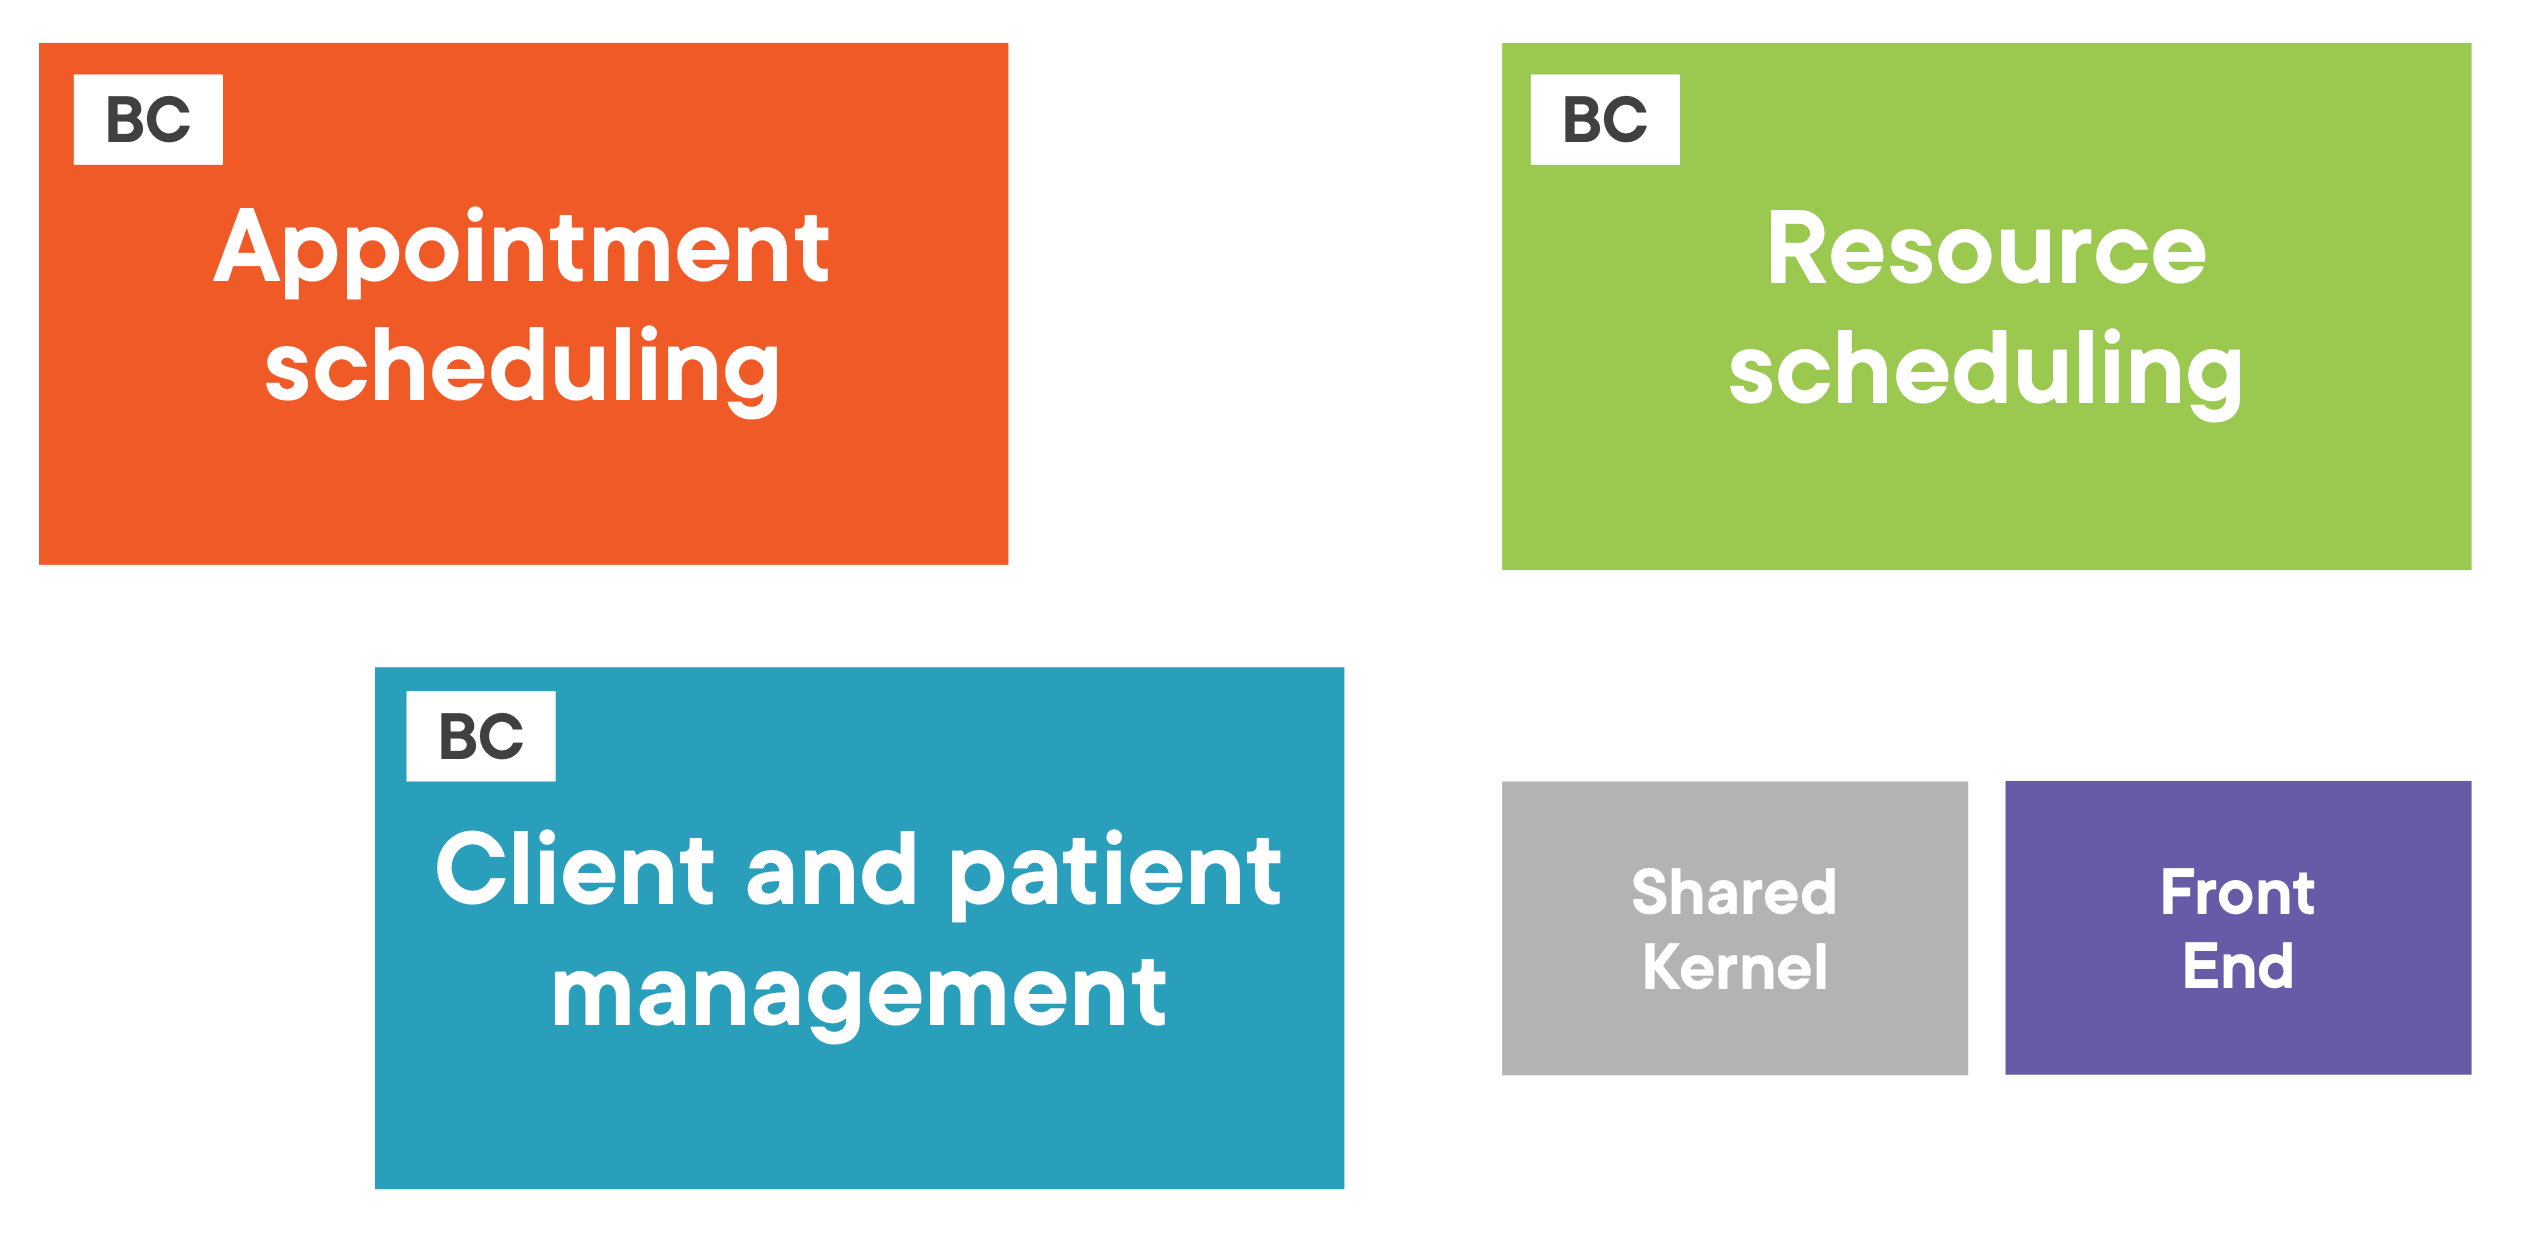 BC
Appointment
scheduling
BC
Resource
scheduling
BC
Client and patient
management
Shared
Kernel
Front
End